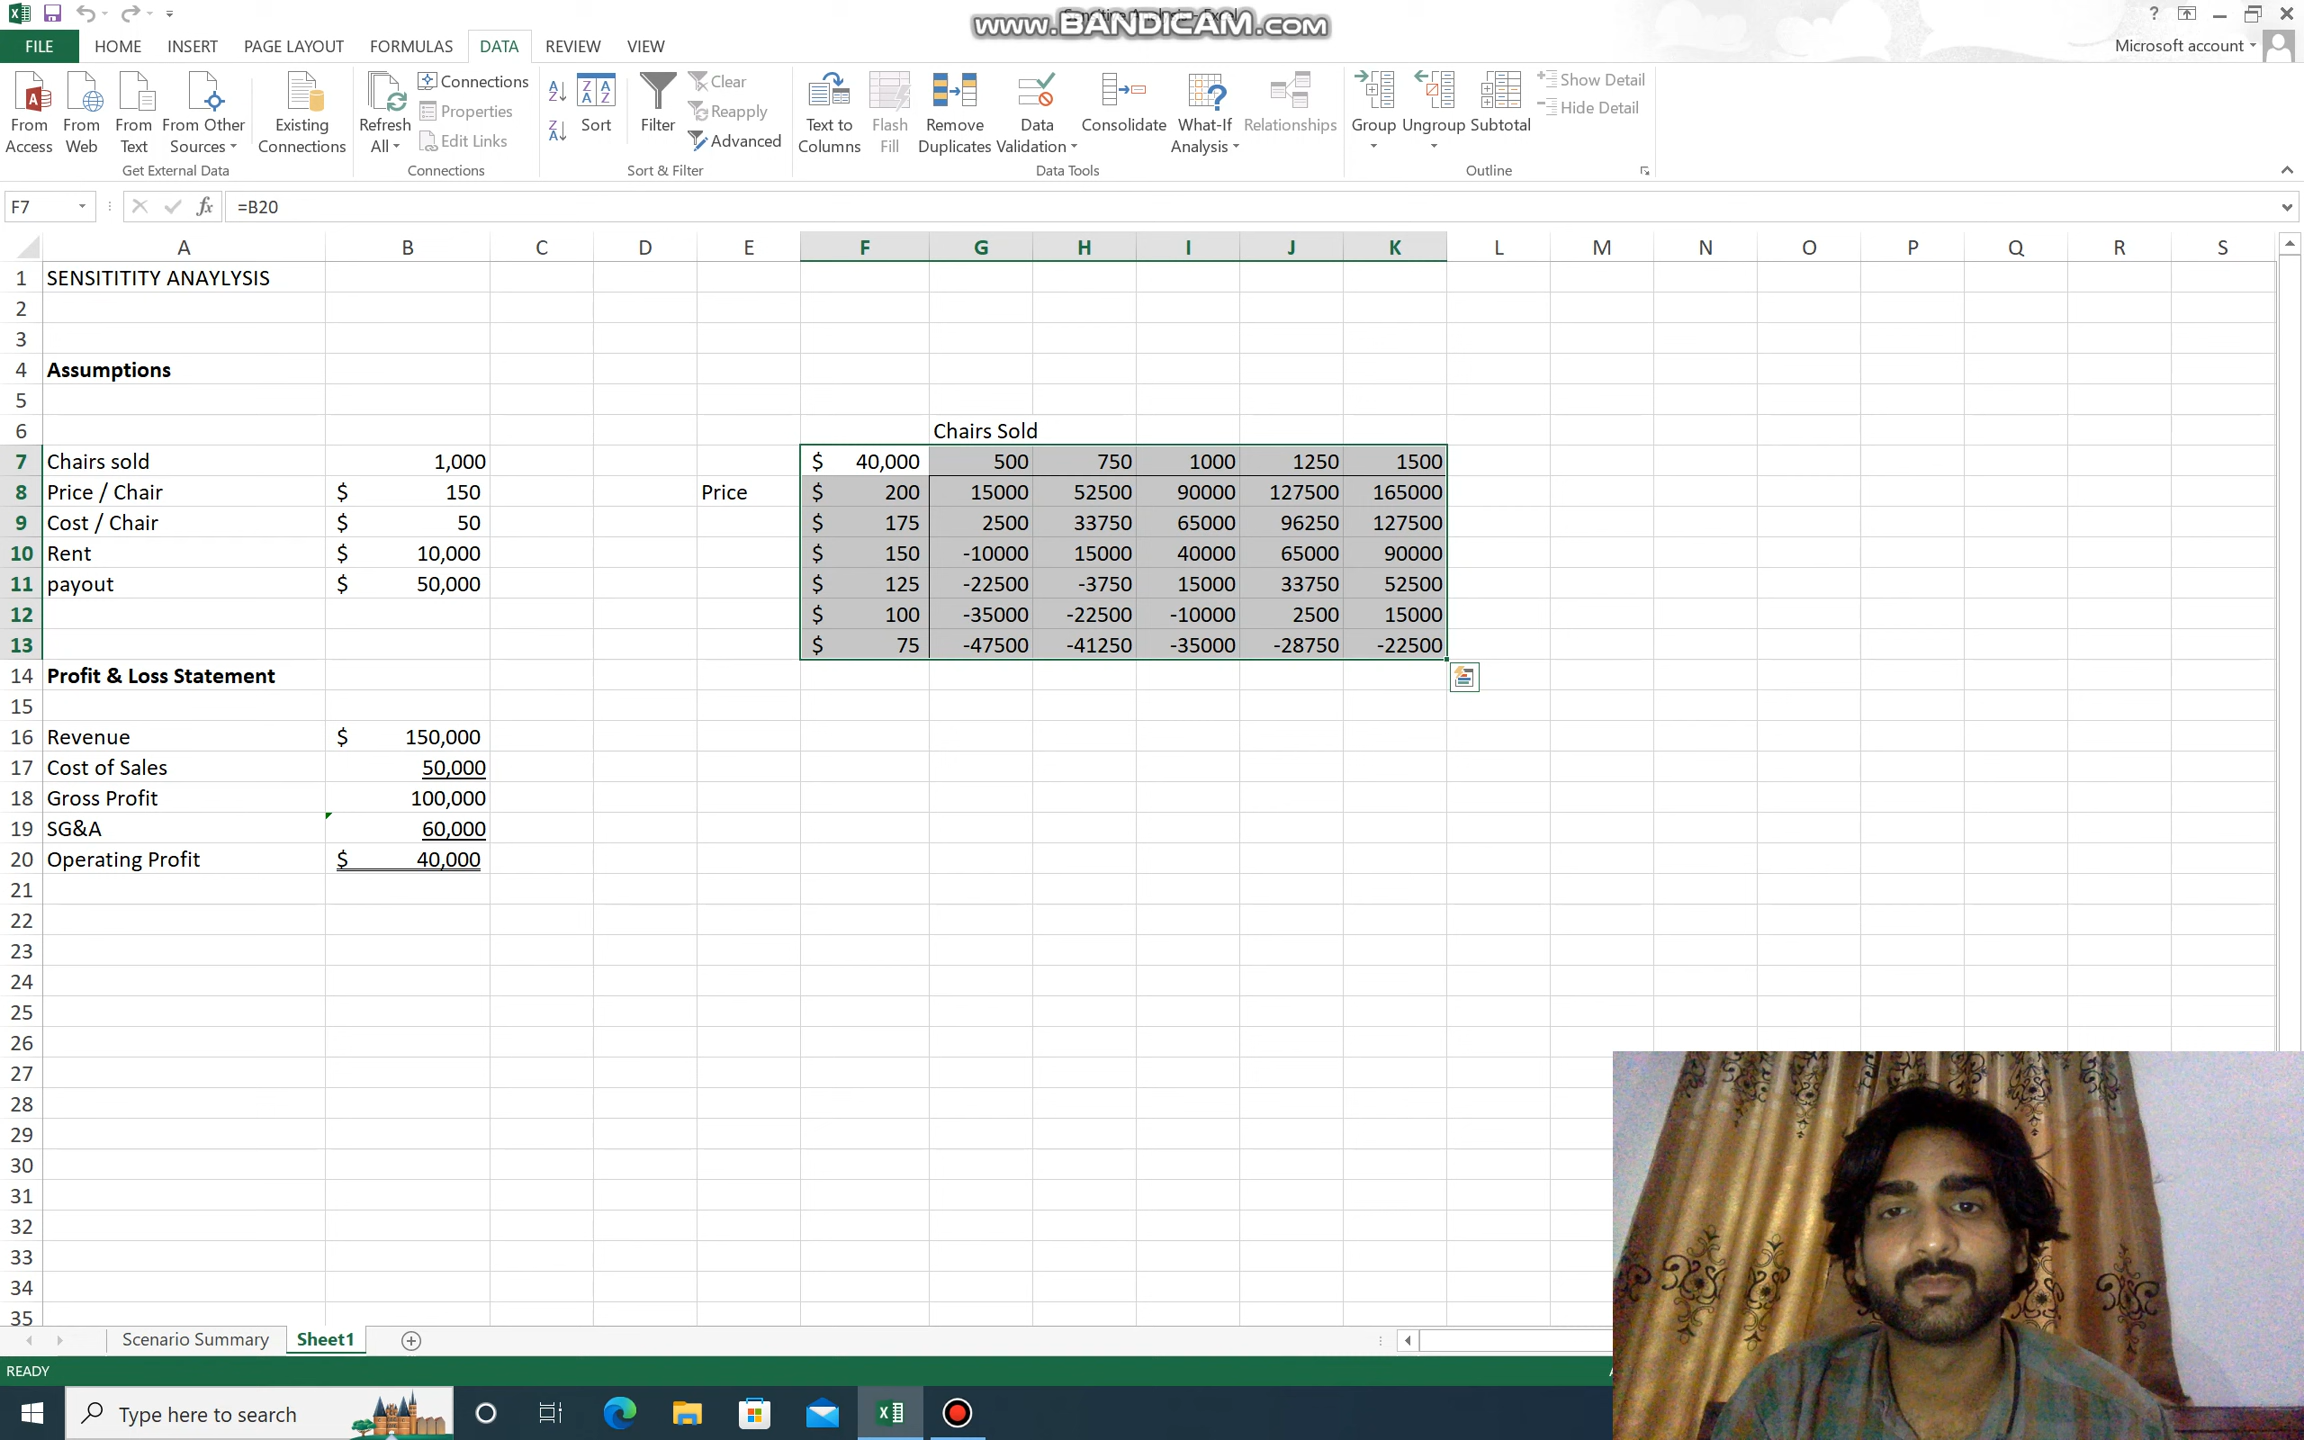 www.BANDICAM.com
Microsoft account
FILE HOME INSERT PAGE LAYOUT FORMULAS DATA REVIEW VIEW
From Access
From Web
From Text
From Other Sources
Existing Connections
Get External Data
Refresh All
Connections
Properties
Edit Links
Connections
Sort
Filter
Clear
Reapply
Advanced
Sort & Filter
Text to Columns
Flash Fill
Remove Duplicates
Data Validation
Consolidate
What-If Analysis
Relationships
Data Tools
Group
Ungroup
Subtotal
Show Detail
Hide Detail
Outline
F7 fx =B20
A B C D E F G H I J K L M N O P Q R S
1 SENSITITITY ANAYLYSIS
2
3
4 Assumptions
5
6 Chairs Sold
7 Chairs sold 1,000 $ 40,000 500 750 1000 1250 1500
8 Price / Chair $ 150 Price $ 200 15000 52500 90000 127500 165000
9 Cost / Chair $ 50 $ 175 2500 33750 65000 96250 127500
10 Rent $ 10,000 $ 150 -10000 15000 40000 65000 90000
11 payout $ 50,000 $ 125 -22500 -3750 15000 33750 52500
12 $ 100 -35000 -22500 -10000 2500 15000
13 $ 75 -47500 -41250 -35000 -28750 -22500
14 Profit & Loss Statement
15
16 Revenue $ 150,000
17 Cost of Sales 50,000
18 Gross Profit 100,000
19 SG&A 60,000
20 Operating Profit $ 40,000
21
22
23
24
25
26
27
28
29
30
31
32
33
34
35
Scenario Summary Sheet1
READY
Type here to search